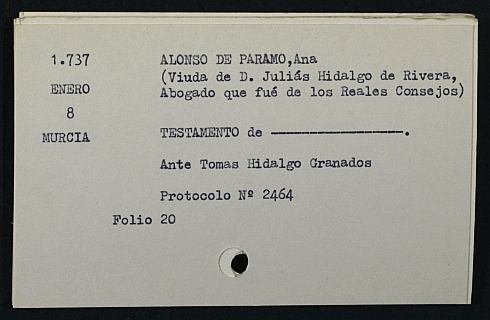 1.737 ALONSO DE PARAMO,Ana
(Viuda de D. Juliás Hidalgo de Rivera,
ENERO Abogado que fué de los Reales Consejos)
8
MURCIA TESTAMENTO de ---------------------.
Ante Tomas Hidalgo Granados
Protocolo Nº 2464
Folio 20